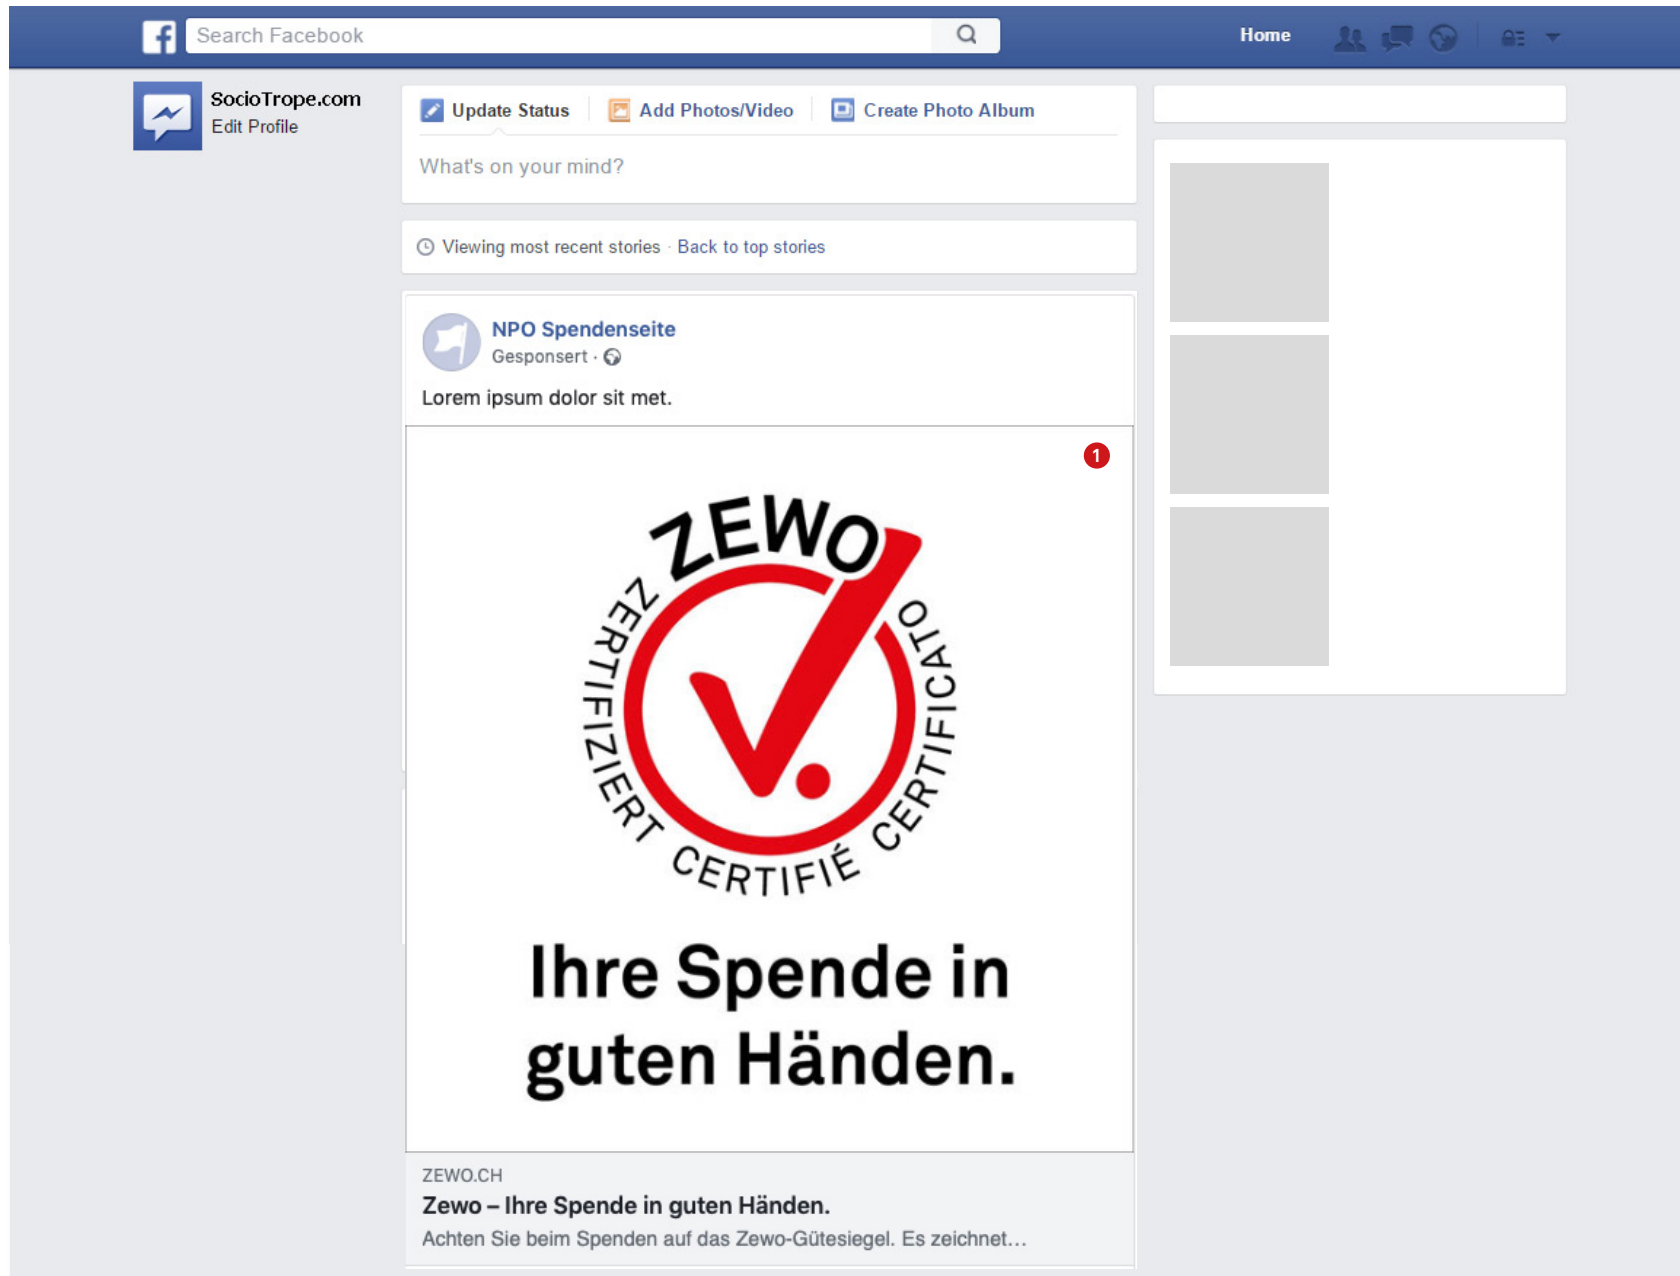 Search Facebook
Home
SocioTrope.com
Edit Profile
Update Status
Add Photos/Video
Create Photo Album
What's on your mind?
Viewing most recent stories · Back to top stories
NPO Spendenseite
Gesponsert ·
Lorem ipsum dolor sit met.
1
ZEWO
ZERTIFIZIERT CERTIFIÉ CERTIFICATO
Ihre Spende in
guten Händen.
ZEWO.CH
Zewo – Ihre Spende in guten Händen.
Achten Sie beim Spenden auf das Zewo-Gütesiegel. Es zeichnet...